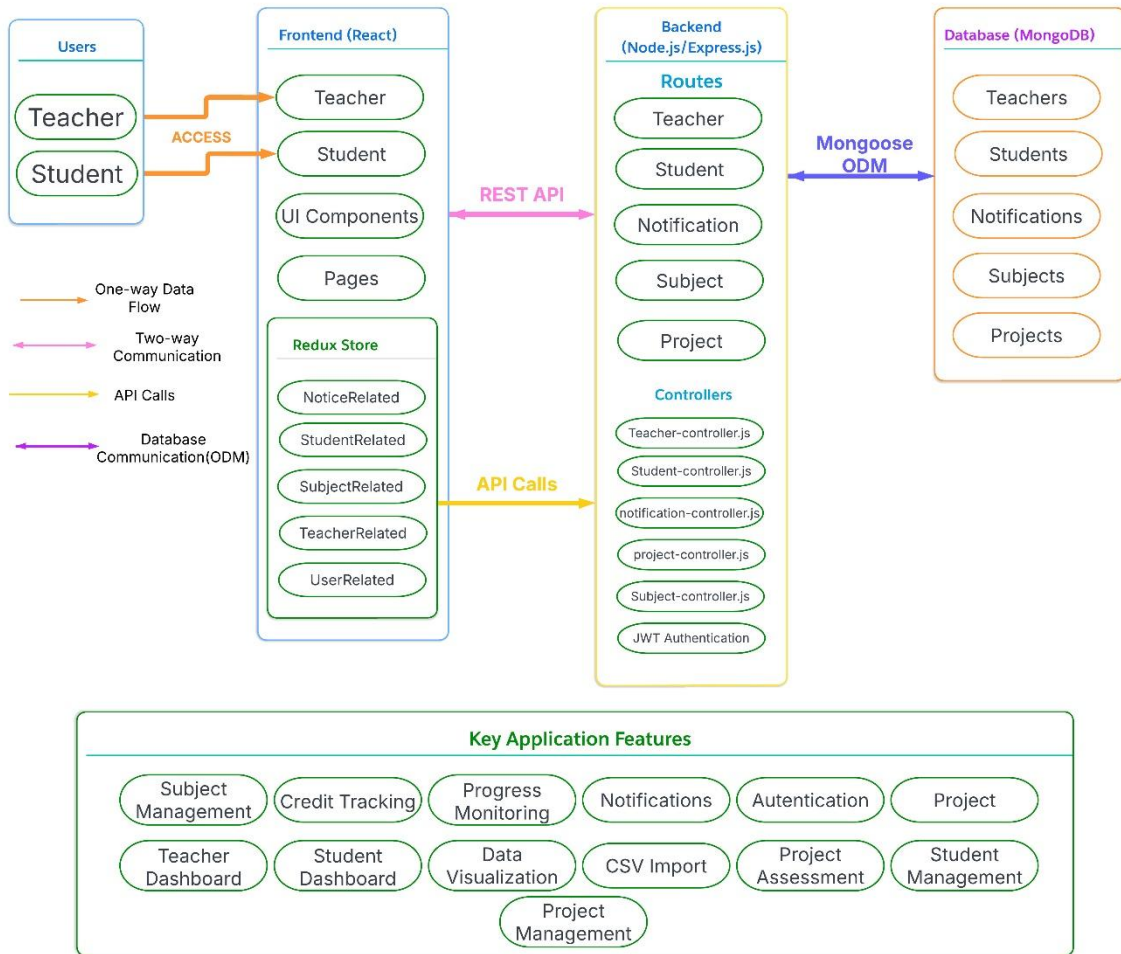 Users
Teacher
Student
ACCESS
One-way Data
Flow
Two-way
Communication
API Calls
Database
Communication(ODM)
Frontend (React)
Teacher
Student
UI Components
Pages
Redux Store
NoticeRelated
StudentRelated
SubjectRelated
TeacherRelated
UserRelated
REST API
API Calls
Backend
(Node.js/Express.js)
Routes
Teacher
Student
Notification
Subject
Project
Controllers
Teacher-controller.js
Student-controller.js
notification-controller.js
project-controller.js
Subject-controller.js
JWT Authentication
Mongoose
ODM
Database (MongoDB)
Teachers
Students
Notifications
Subjects
Projects
Key Application Features
Subject
Management
Credit Tracking
Progress
Monitoring
Notifications
Autentication
Project
Teacher
Dashboard
Student
Dashboard
Data
Visualization
CSV Import
Project
Assessment
Student
Management
Project
Management